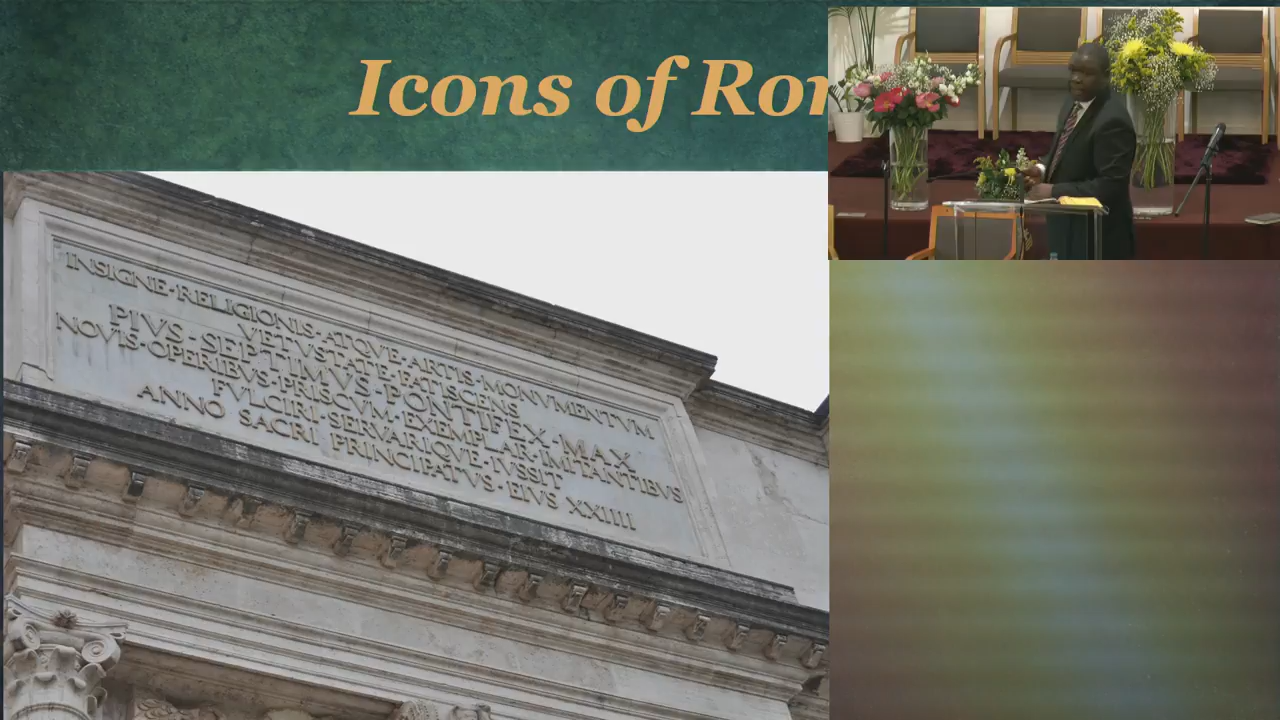 Icons of Ro
INSIGNE·RELIGIONIS·ATQVE·ARTIS·MONVMENTVM
VETVSTATE·FATISCENS
PIVS·SEPTIMVS·PONTIFEX·MAX
NOVIS·OPERIBVS·PRISCVM·EXEMPLAR·IMITANTIBVS
FVLCIRI·SERVARIQVE·IVSSIT
ANNO SACRI PRINCIPATVS·EIVS XXIIII